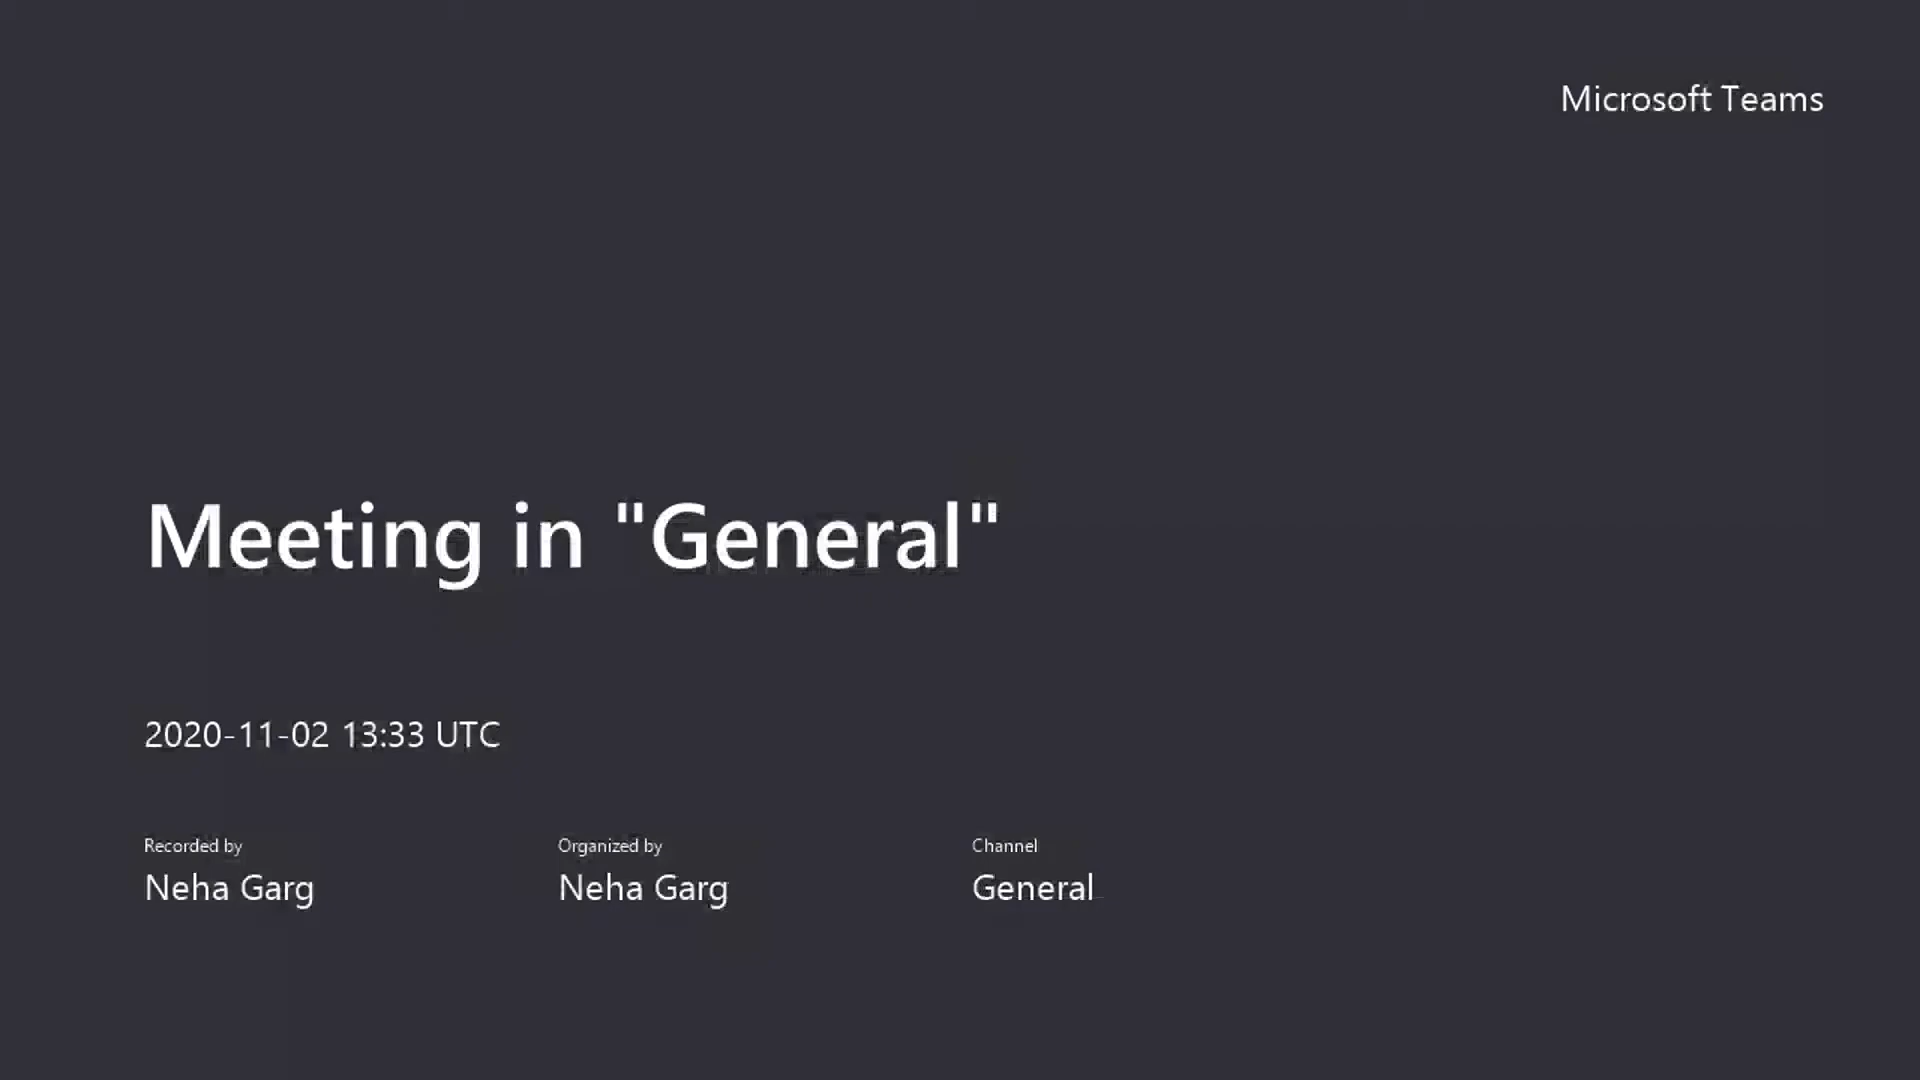 Microsoft Teams
Meeting in "General"
2020-11-02 13:33 UTC
Recorded by
Neha Garg
Organized by
Neha Garg
Channel
General